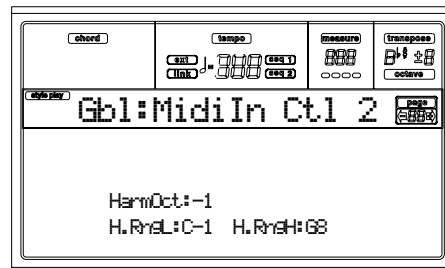 chord
tempo
measure
transpose
ext
seq 1
link
seq 2
octave
style play
Gbl:MidiIn Ctl 2
page
HarmOct:-1
H.RngL:C-1 H.RngH:G8